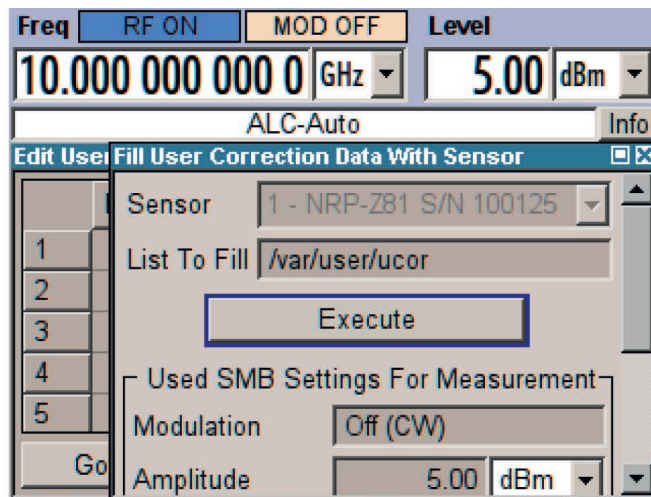 Freq RF ON MOD OFF Level
10.000 000 000 0 GHz 5.00 dBm
ALC-Auto Info
Edit User Fill User Correction Data With Sensor
Sensor 1 - NRP-Z81 S/N 100125
1
List To Fill /var/user/ucor
2
Execute
3
4
Used SMB Settings For Measurement
5
Modulation Off (CW)
Go
Amplitude 5.00 dBm